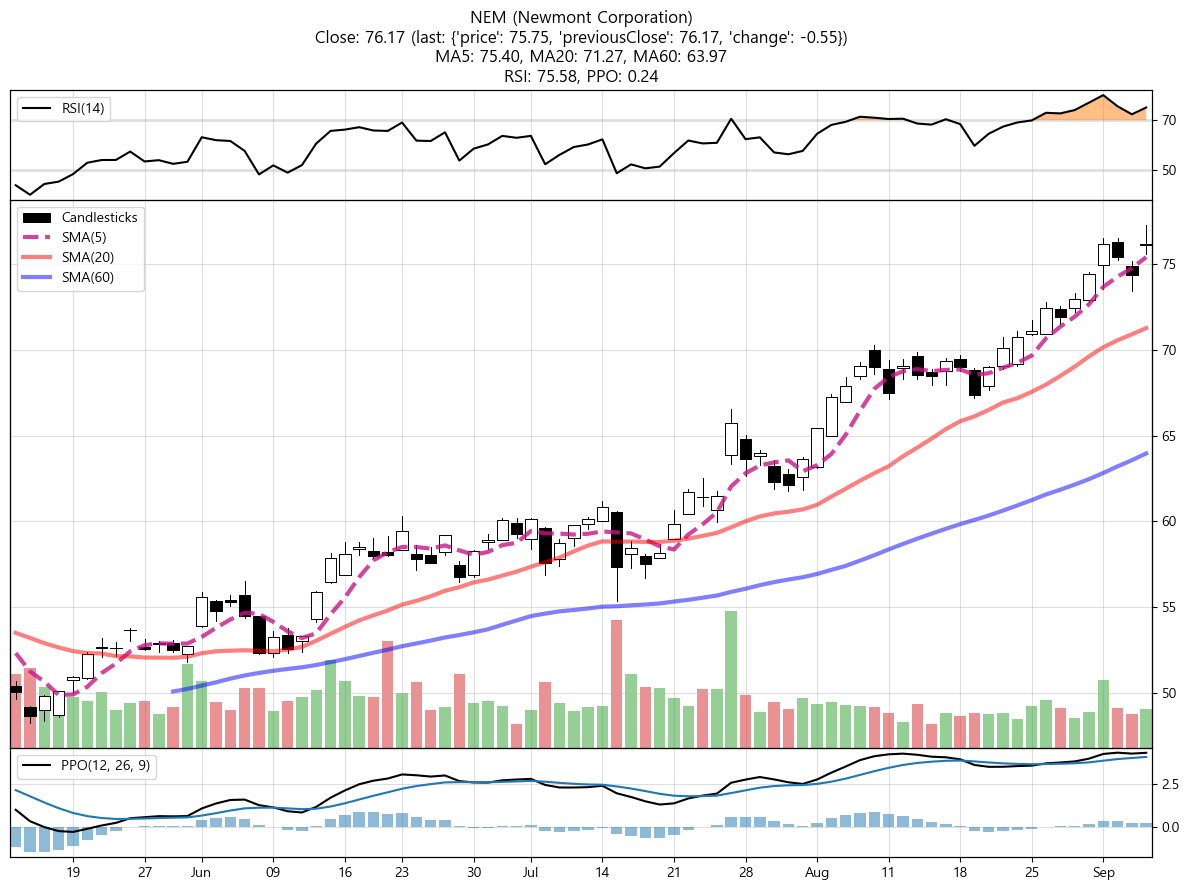 NEM (Newmont Corporation)
Close: 76.17 (last: {'price': 75.75, 'previousClose': 76.17, 'change': -0.55})
MA5: 75.40, MA20: 71.27, MA60: 63.97
RSI: 75.58, PPO: 0.24
RSI(14)
70
50
Candlesticks
SMA(5)
SMA(20)
SMA(60)
75
70
65
60
55
50
PPO(12, 26, 9)
2.5
0.0
19 27 Jun 09 16 23 30 Jul 14 21 28 Aug 11 18 25 Sep